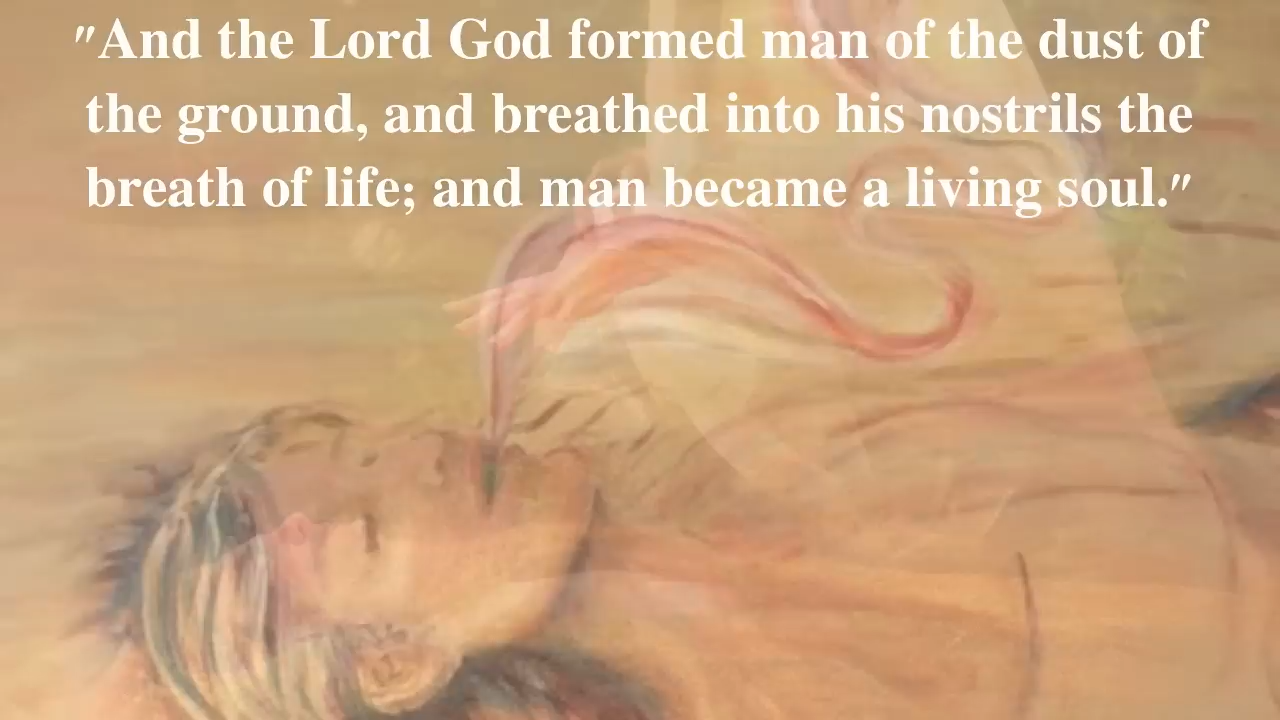 "And the Lord God formed man of the dust of
the ground, and breathed into his nostrils the
breath of life; and man became a living soul."